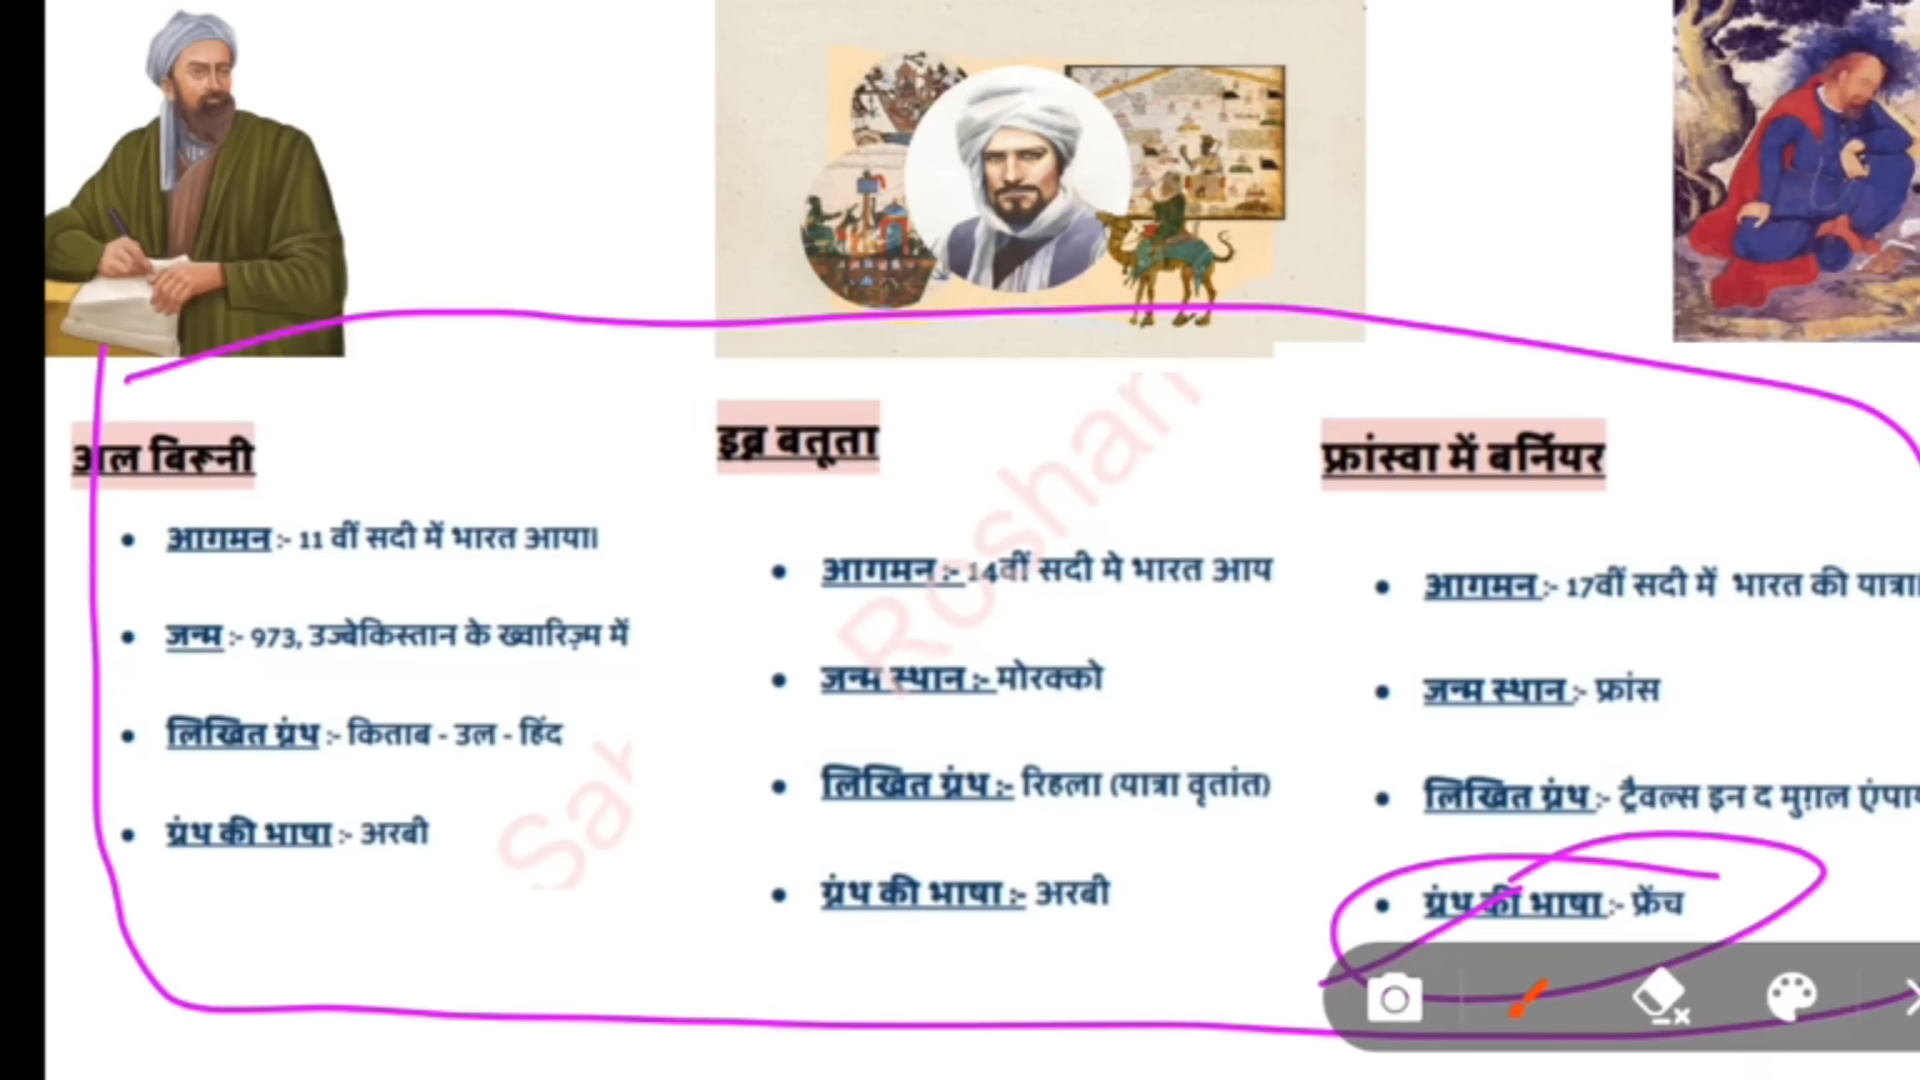 अल बिरूनी
आगमन :- 11 वीं सदी में भारत आया।
जन्म :- 973, उज्बेकिस्तान के ख्वारिज़्म में
लिखित ग्रंथ :- किताब - उल - हिंद
ग्रंथ की भाषा :- अरबी
इब्न बतूता
आगमन :- 14वीं सदी मे भारत आय
जन्म स्थान :- मोरक्को
लिखित ग्रंथ :- रिहला (यात्रा वृतांत)
ग्रंथ की भाषा :- अरबी
फ्रांस्वा में बर्नियर
आगमन :- 17वीं सदी में भारत की यात्रा।
जन्म स्थान :- फ्रांस
लिखित ग्रंथ :- ट्रैवल्स इन द मुग़ल
ग्रंथ की भाषा :- फ्रेंच
Roshan